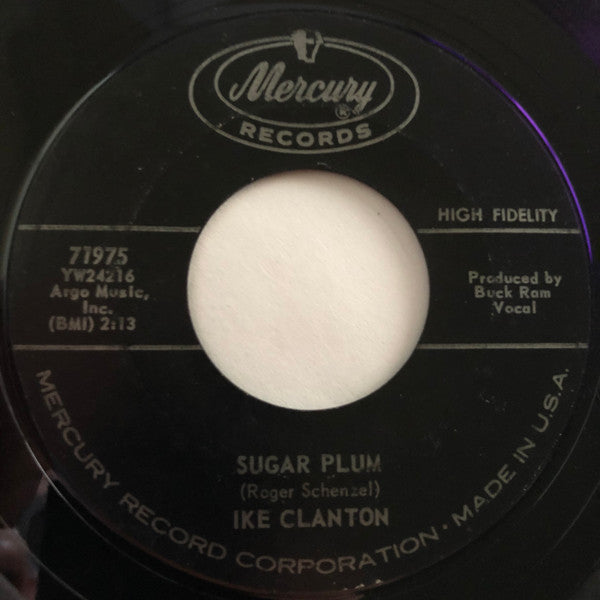 Mercury
®
RECORDS
HIGH FIDELITY
71975
YW24216
Argo Music,
Inc.
(BMI) 2:13
Produced by
Buck Ram
Vocal
SUGAR PLUM
(Roger Schenzel)
IKE CLANTON
MERCURY RECORD CORPORATION · MADE IN U.S.A.